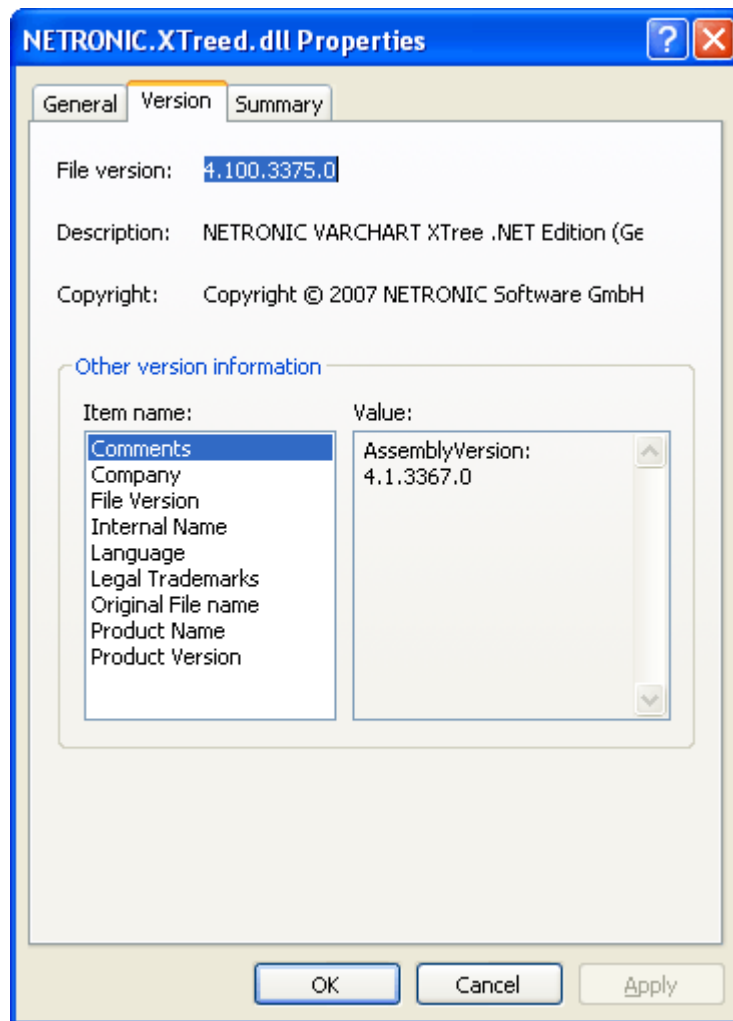 NETRONIC.XTreed.dll Properties
General Version Summary
File version: 4.100.3375.0
Description: NETRONIC VARCHART XTree .NET Edition (Ge
Copyright: Copyright © 2007 NETRONIC Software GmbH
Other version information
Item name: Value:
Comments AssemblyVersion:
Company 4.1.3367.0
File Version
Internal Name
Language
Legal Trademarks
Original File name
Product Name
Product Version
OK Cancel Apply